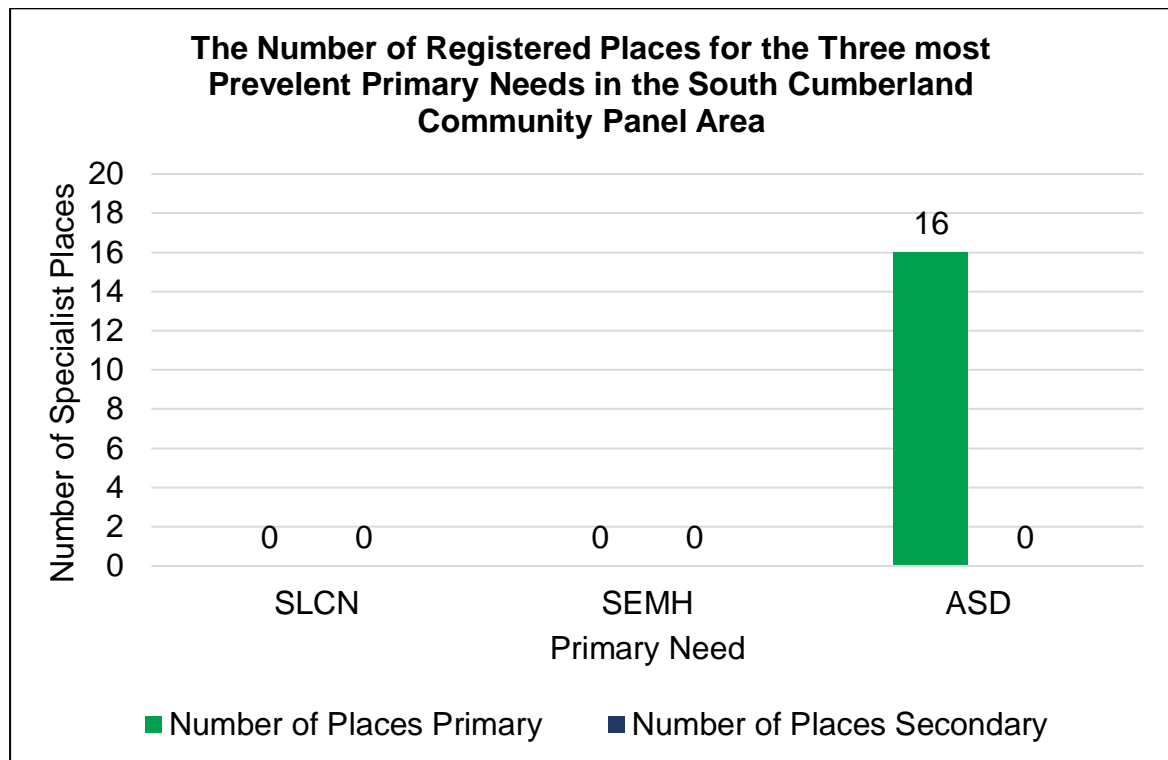 The Number of Registered Places for the Three most
Prevelent Primary Needs in the South Cumberland
Community Panel Area
Number of Specialist Places
20
18
16
14
12
10
8
6
4
2
0
16
0
0
0
0
0
SLCN
SEMH
ASD
Primary Need
Number of Places Primary
Number of Places Secondary